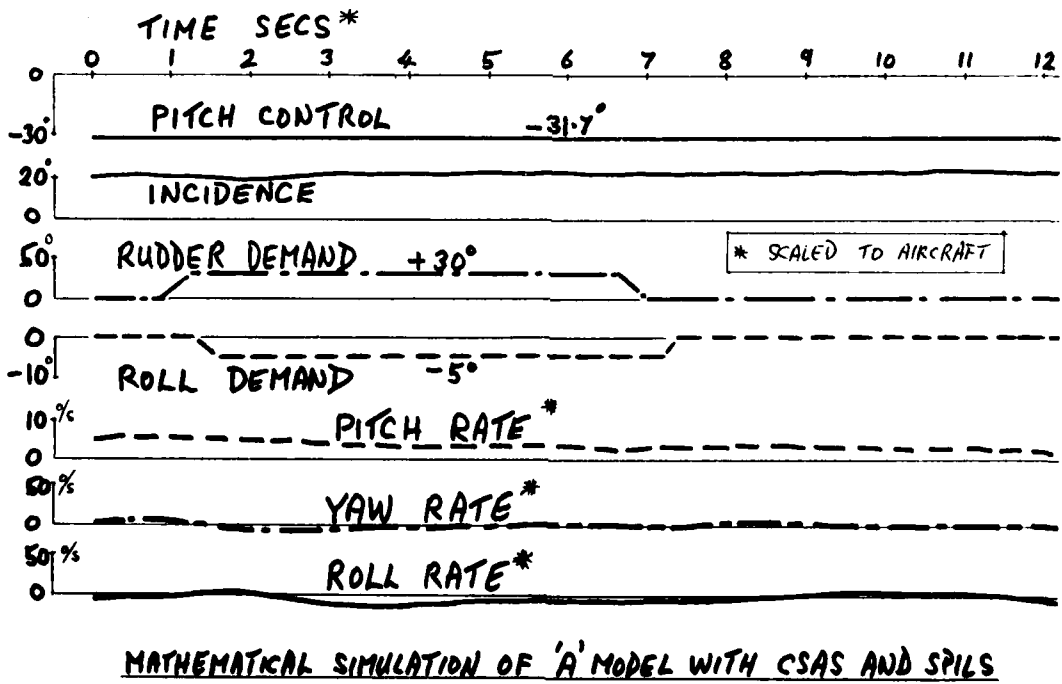 TIME SECS*
0 1 2 3 4 5 6 7 8 9 10 11 12
0
PITCH CONTROL -31.7°
-30°
20°
INCIDENCE
0
50° RUDDER DEMAND +30°
* SCALED TO AIRCRAFT
0
0
-10° ROLL DEMAND -5°
10 °/s PITCH RATE*
0
50 °/s YAW RATE*
0
50 °/s ROLL RATE*
0
MATHEMATICAL SIMULATION OF 'A' MODEL WITH CSAS AND SPILS